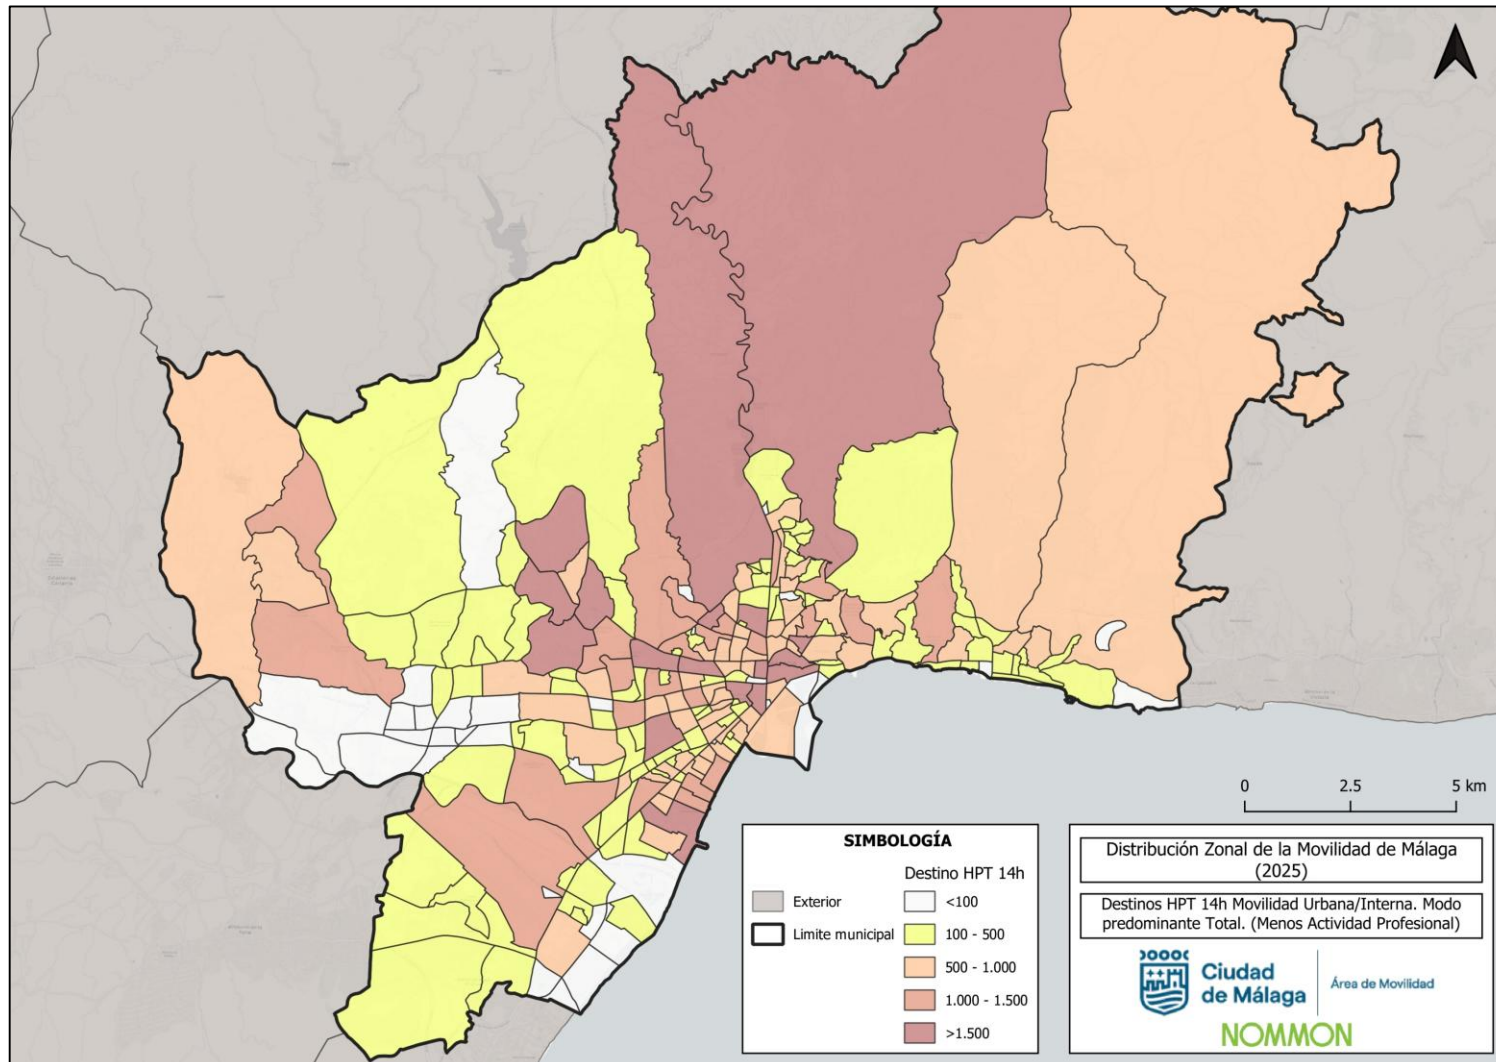 0 2.5 5 km
SIMBOLOGÍA
Destino HPT 14h
Exterior
Limite municipal
<100
100 - 500
500 - 1.000
1.000 - 1.500
>1.500
Distribución Zonal de la Movilidad de Málaga
(2025)
Destinos HPT 14h Movilidad Urbana/Interna. Modo
predominante Total. (Menos Actividad Profesional)
Ciudad
de Málaga
Área de Movilidad
NOMMON